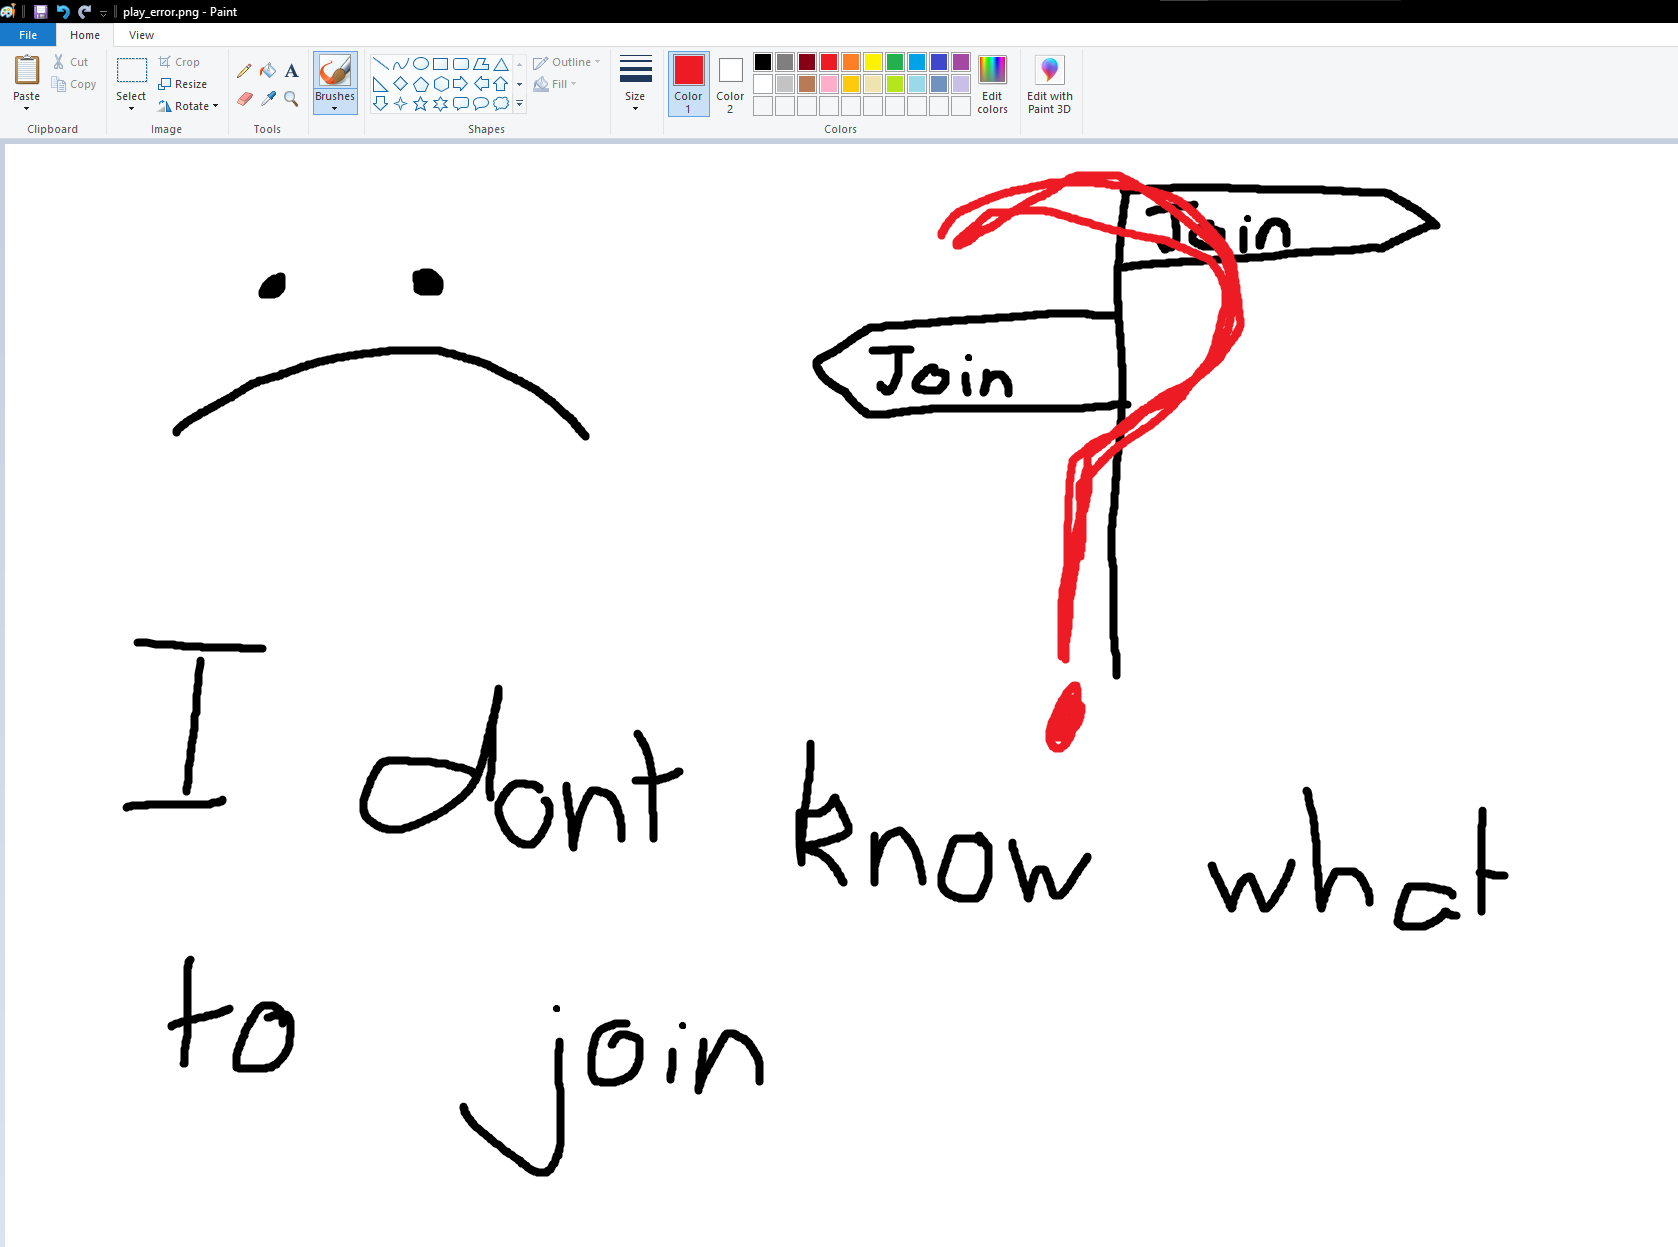 play_error.png - Paint
File Home View
Paste Cut Copy Clipboard
Select Crop Resize Rotate Image
Tools
Brushes
Outline Fill Shapes
Size
Color 1 Color 2 Edit colors Colors
Edit with Paint 3D
Join
Join
I dont know what
to join